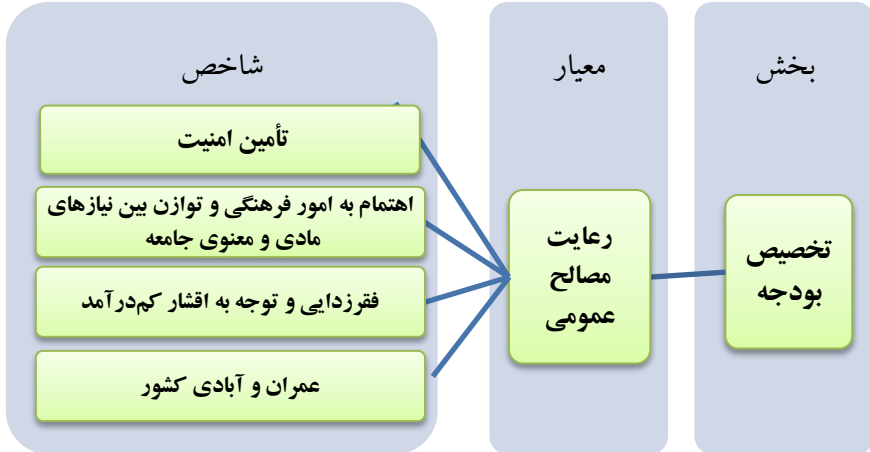 بخش
معیار
شاخص
تخصیص
بودجه
رعایت
مصالح
عمومی
تأمین امنیت
اهتمام به امور فرهنگی و توازن بین نیازهای
مادی و معنوی جامعه
فقرزدایی و توجه به اقشار کم‌درآمد
عمران و آبادی کشور